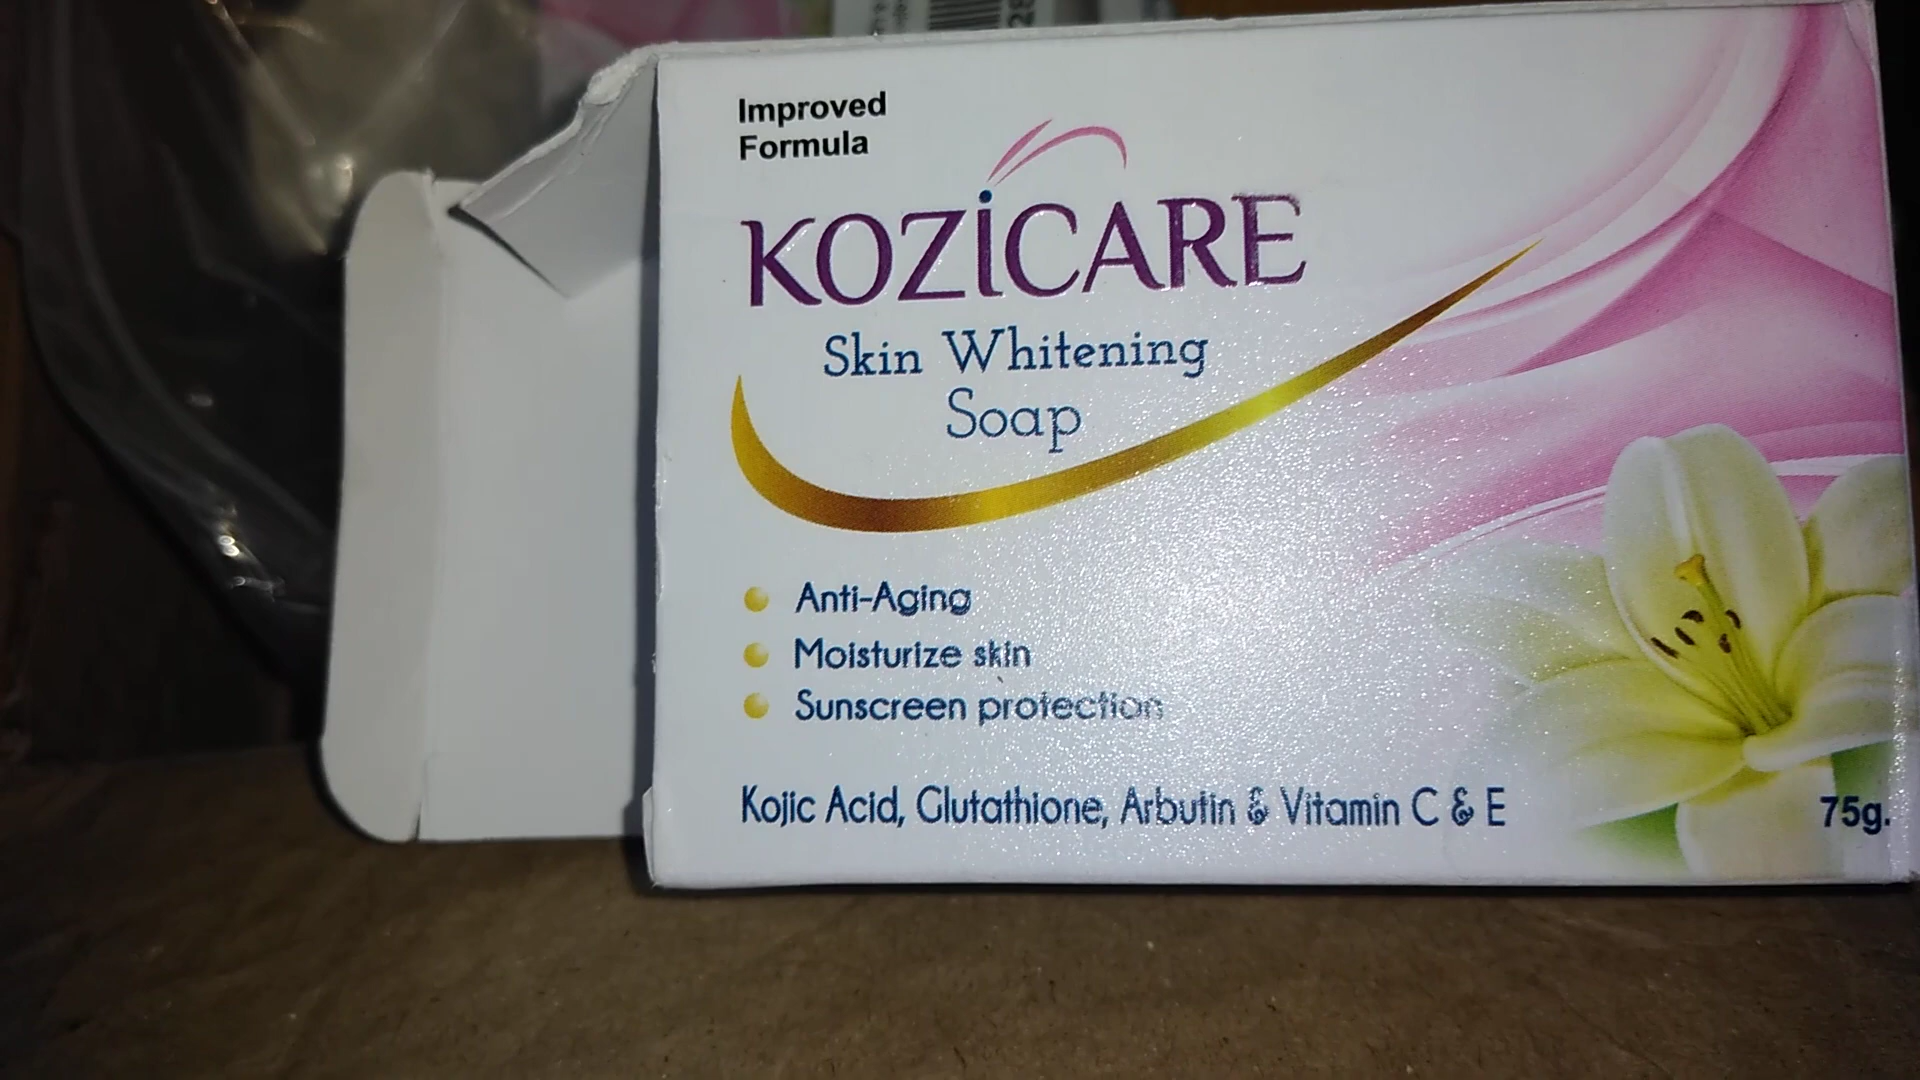 Improved
Formula
KOZiCARE
Skin Whitening
Soap
Anti-Aging
Moisturize skin
Sunscreen protection
Kojic Acid, Glutathione, Arbutin & Vitamin C & E
75g.